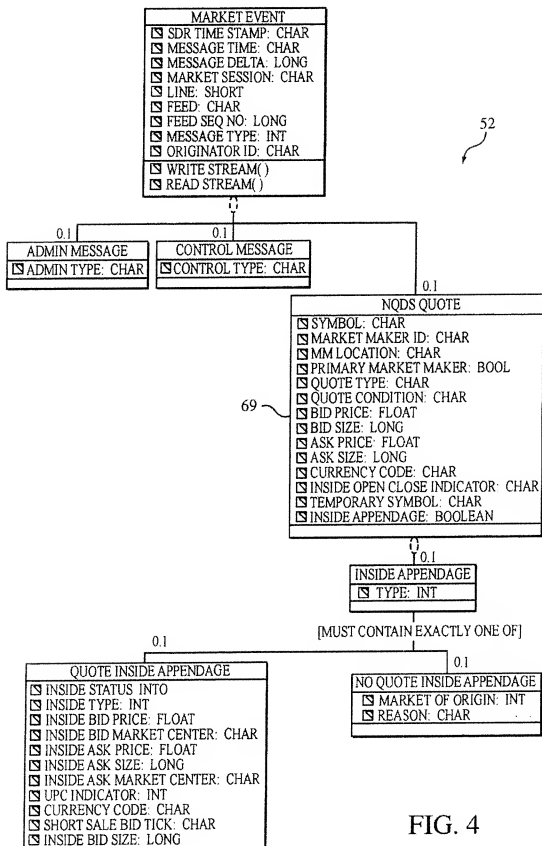 MARKET EVENT
SDR TIME STAMP: CHAR
MESSAGE TIME: CHAR
MESSAGE DELTA: LONG
MARKET SESSION: CHAR
LINE: SHORT
FEED: CHAR
FEED SEQ NO: LONG
MESSAGE TYPE: INT
ORIGINATOR ID: CHAR
WRITE STREAM( )
READ STREAM( )
52
0.1
0.1
0.1
ADMIN MESSAGE
ADMIN TYPE: CHAR
CONTROL MESSAGE
CONTROL TYPE: CHAR
NQDS QUOTE
SYMBOL: CHAR
MARKET MAKER ID: CHAR
MM LOCATION: CHAR
PRIMARY MARKET MAKER: BOOL
QUOTE TYPE: CHAR
QUOTE CONDITION: CHAR
BID PRICE: FLOAT
BID SIZE: LONG
ASK PRICE: FLOAT
ASK SIZE: LONG
CURRENCY CODE: CHAR
INSIDE OPEN CLOSE INDICATOR: CHAR
TEMPORARY SYMBOL: CHAR
INSIDE APPENDAGE: BOOLEAN
69
0.1
INSIDE APPENDAGE
TYPE: INT
[MUST CONTAIN EXACTLY ONE OF]
0.1
0.1
QUOTE INSIDE APPENDAGE
INSIDE STATUS INTO
INSIDE TYPE: INT
INSIDE BID PRICE: FLOAT
INSIDE BID MARKET CENTER: CHAR
INSIDE ASK PRICE: FLOAT
INSIDE ASK SIZE: LONG
INSIDE ASK MARKET CENTER: CHAR
UPC INDICATOR: INT
CURRENCY CODE: CHAR
SHORT SALE BID TICK: CHAR
INSIDE BID SIZE: LONG
NO QUOTE INSIDE APPENDAGE
MARKET OF ORIGIN: INT
REASON: CHAR
FIG. 4